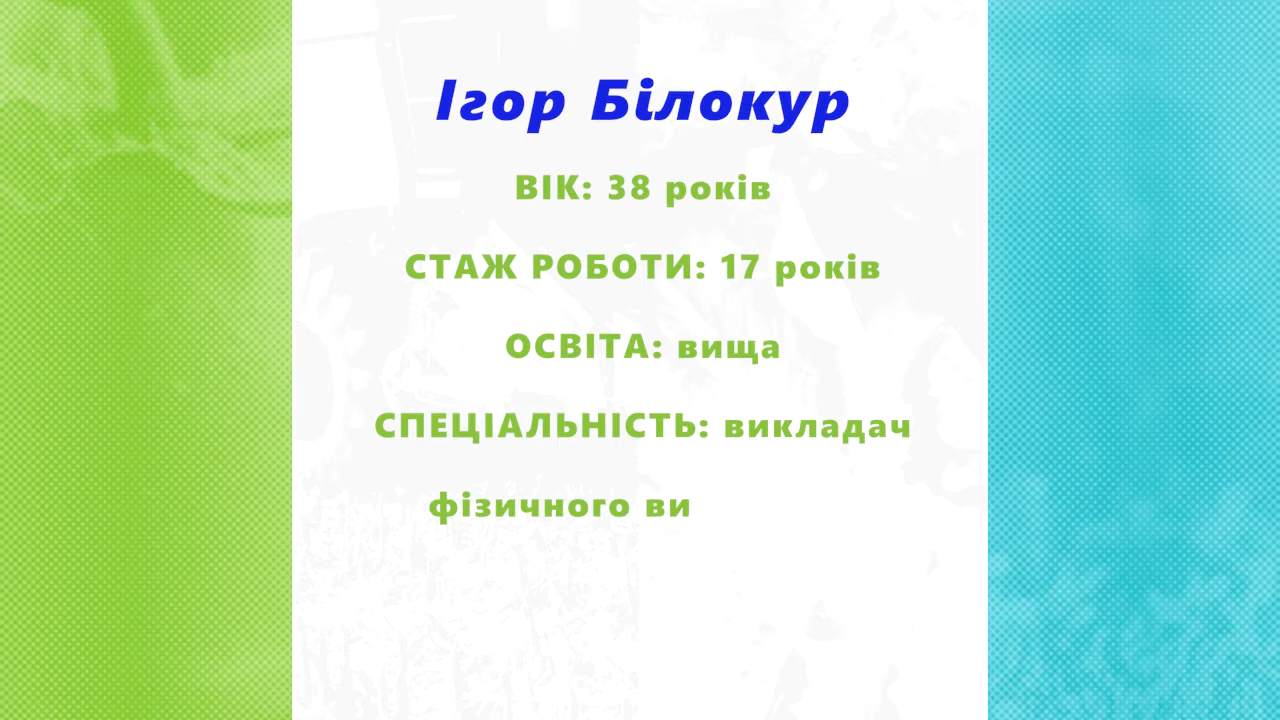 Ігор Білокур
ВІК: 38 років
СТАЖ РОБОТИ: 17 років
ОСВІТА: вища
СПЕЦІАЛЬНІСТЬ: викладач
фізичного ви